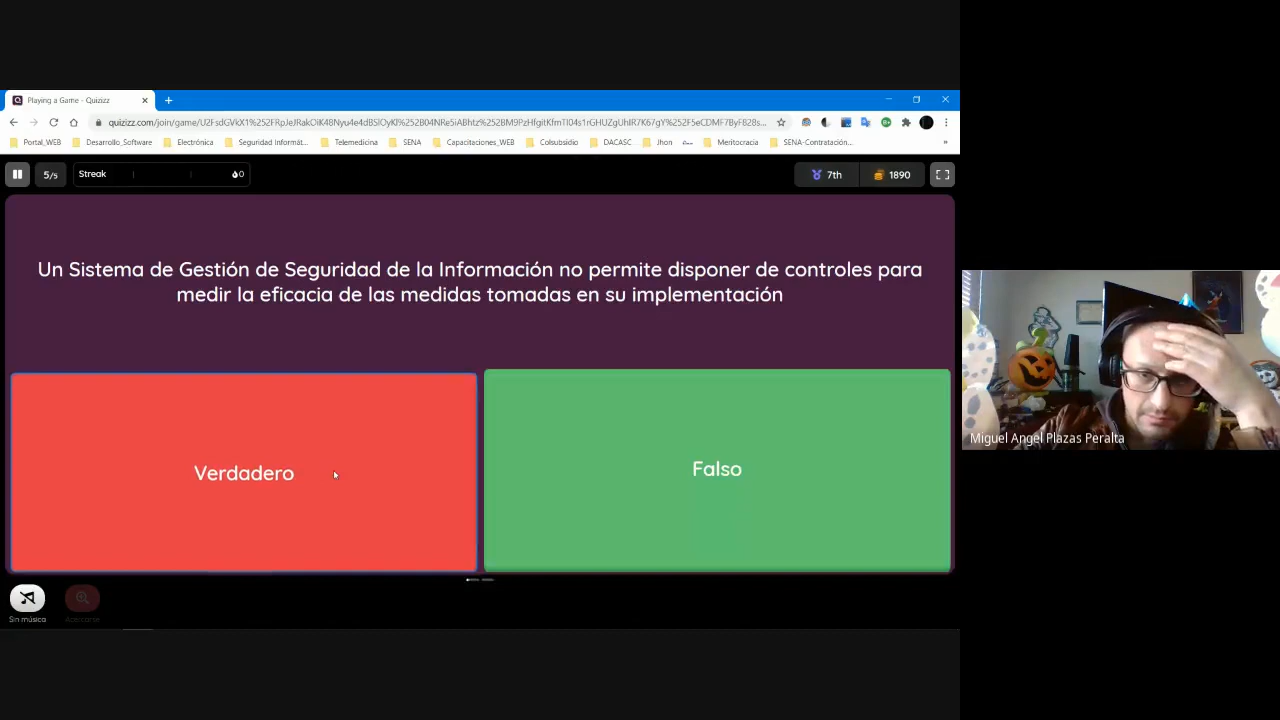 Playing a Game - Quizizz
Portal_WEB Desarrollo_Software Electrónica Seguridad Informát... Telemedicina SENA Capacitaciones_WEB Colsubsidio DACASC... Jhon Meritocracia SENA-Contratación... »
5/5 Streak 0 7th 1890
Un Sistema de Gestión de Seguridad de la Información no permite disponer de controles para
medir la eficacia de las medidas tomadas en su implementación
Verdadero
Falso
Miguel Angel Plazas Peralta
Sin música
Acercarse